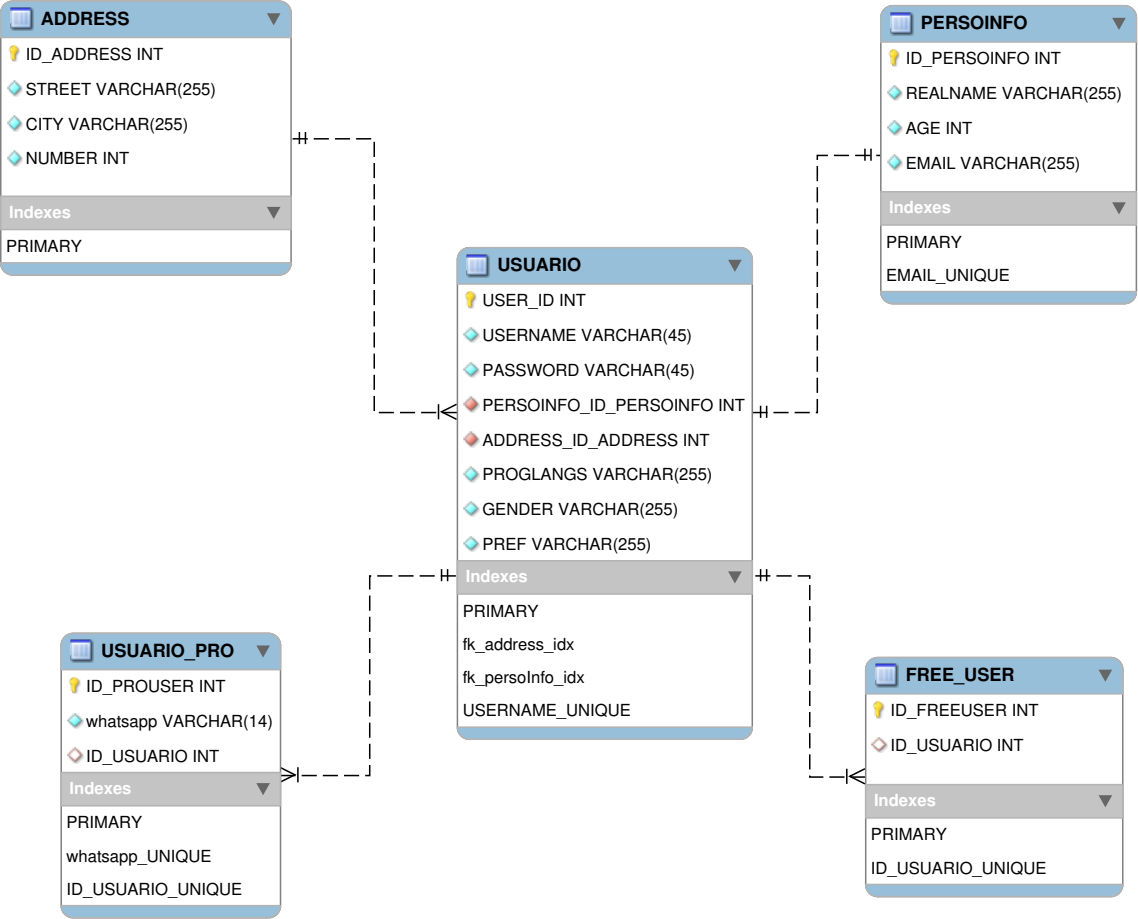 ADDRESS
ID_ADDRESS INT
STREET VARCHAR(255)
CITY VARCHAR(255)
NUMBER INT
Indexes
PRIMARY
PERSOINFO
ID_PERSOINFO INT
REALNAME VARCHAR(255)
AGE INT
EMAIL VARCHAR(255)
Indexes
PRIMARY
EMAIL_UNIQUE
USUARIO
USER_ID INT
USERNAME VARCHAR(45)
PASSWORD VARCHAR(45)
PERSOINFO_ID_PERSOINFO INT
ADDRESS_ID_ADDRESS INT
PROGLANGS VARCHAR(255)
GENDER VARCHAR(255)
PREF VARCHAR(255)
Indexes
PRIMARY
fk_address_idx
fk_persoInfo_idx
USERNAME_UNIQUE
USUARIO_PRO
ID_PROUSER INT
whatsapp VARCHAR(14)
ID_USUARIO INT
Indexes
PRIMARY
whatsapp_UNIQUE
ID_USUARIO_UNIQUE
FREE_USER
ID_FREEUSER INT
ID_USUARIO INT
Indexes
PRIMARY
ID_USUARIO_UNIQUE